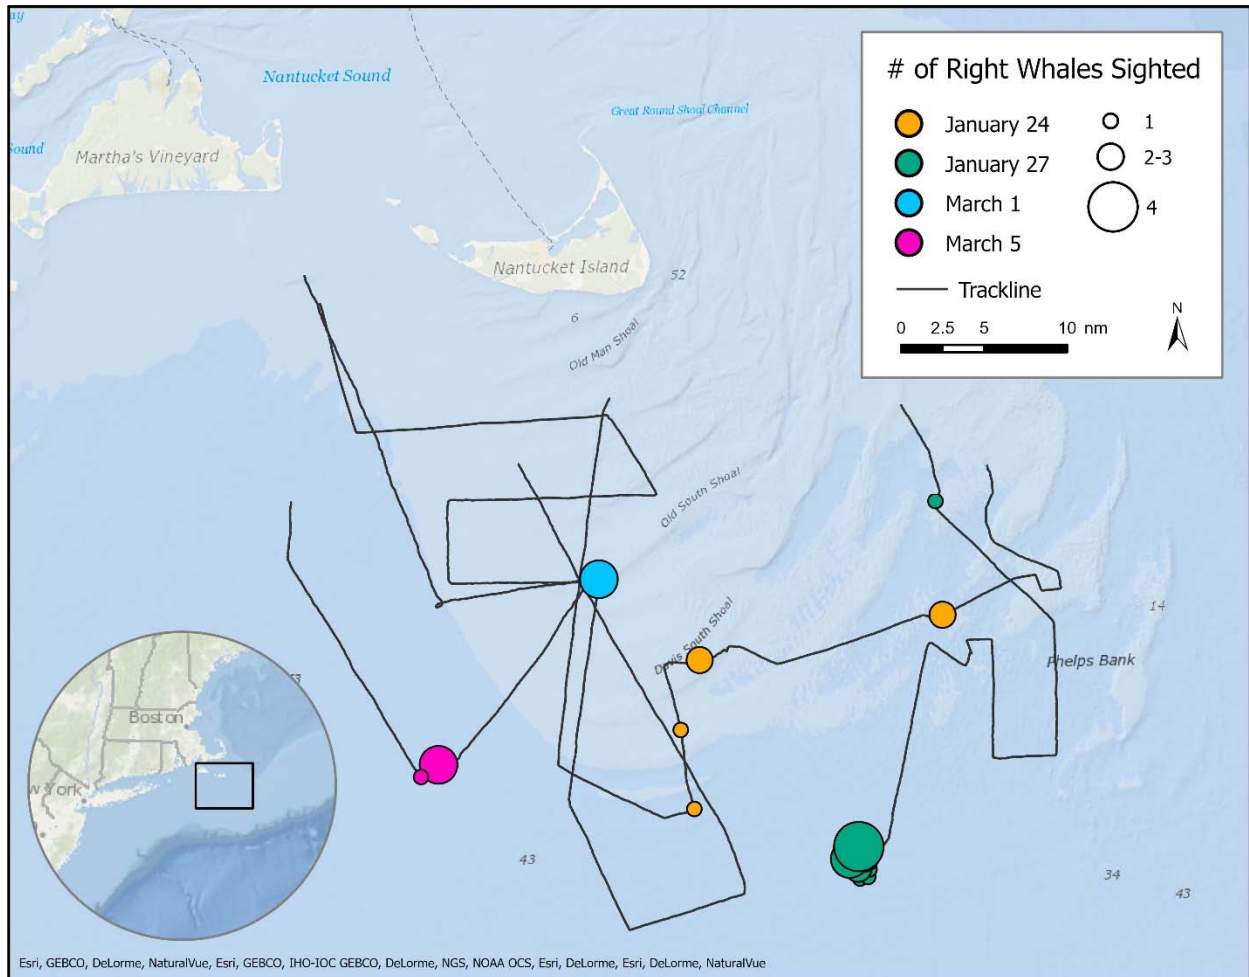 ay
Nantucket Sound
Great Round Shoal Channel
Martha's Vineyard
ound
Nantucket Island
52
6
Old Man Shoal
Old South Shoal
Davis South Shoal
Phelps Bank
14
53
43
34
43
# of Right Whales Sighted
January 24
1
January 27
2-3
March 1
4
March 5
Trackline
N
0 2.5 5 10 nm
Boston
w York
Esri, GEBCO, DeLorme, NaturalVue, Esri, GEBCO, IHO-IOC GEBCO, DeLorme, NGS, NOAA OCS, Esri, DeLorme, Esri, DeLorme, NaturalVue